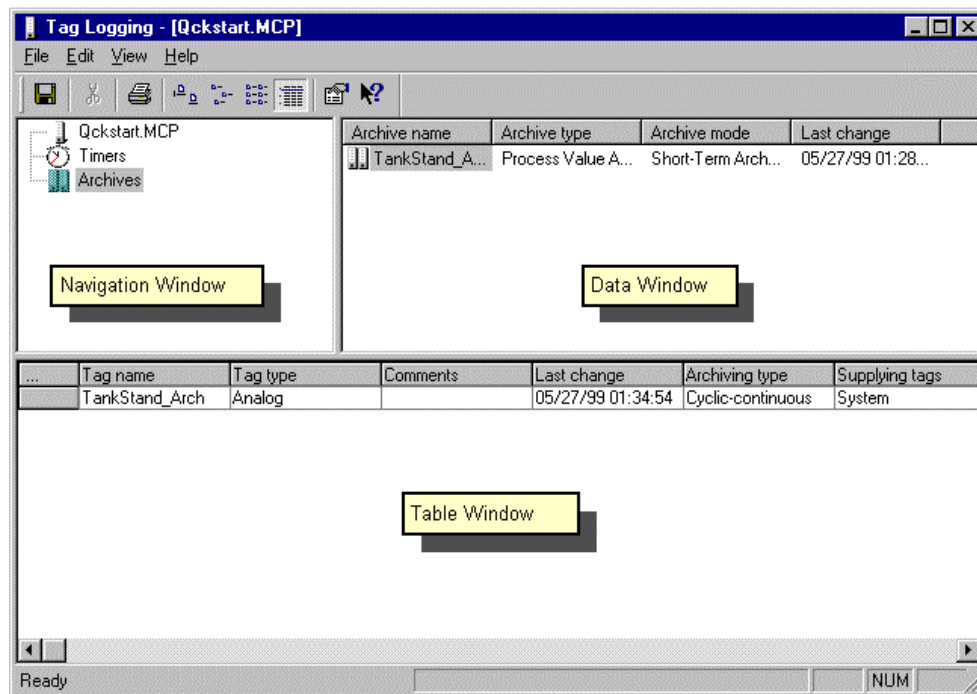 Tag Logging - [Qckstart.MCP]
File Edit View Help
Qckstart.MCP
Timers
Archives
Navigation Window
Archive name Archive type Archive mode Last change
TankStand_A... Process Value A... Short-Term Arch... 05/27/99 01:28...
Data Window
... Tag name Tag type Comments Last change Archiving type Supplying tags
TankStand_Arch Analog 05/27/99 01:34:54 Cyclic-continuous System
Table Window
Ready NUM